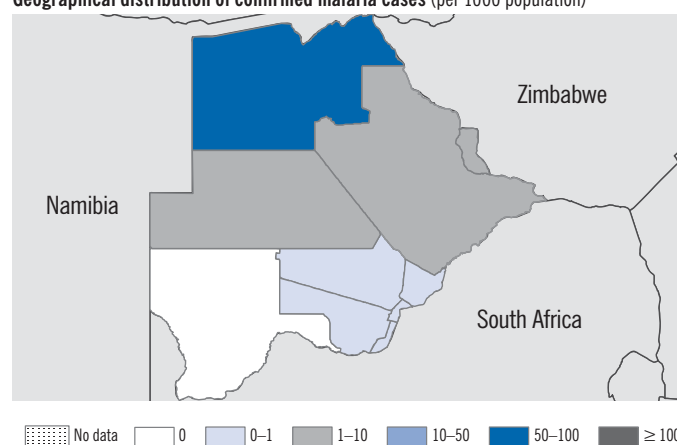 Geographical distribution of confirmed malaria cases (per 1000 population)
Zimbabwe
Namibia
South Africa
No data 0 0–1 1–10 10–50 50–100 ≥ 100